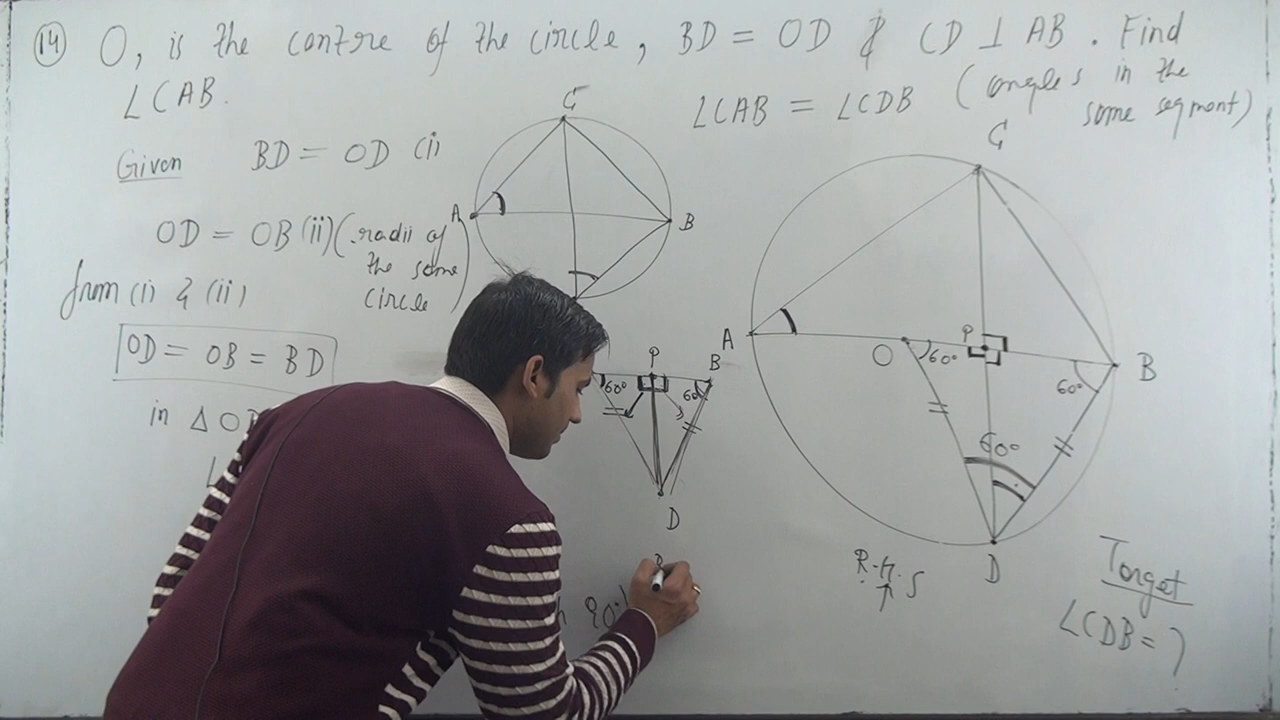 (14) O, is the centre of the circle, BD = OD & CD ⊥ AB. Find
∠CAB.
∠CAB = ∠CDB (angles in the
same segment)
Given BD = OD (i)
OD = OB (ii) (radii of
the same
circle)
from (i) & (ii)
OD = OB = BD
in △
C
A
B
P
B
60°
60
D
90°
C
A
O
60°
P
B
60°
60°
D
R.H.S
Target
∠CDB = ?